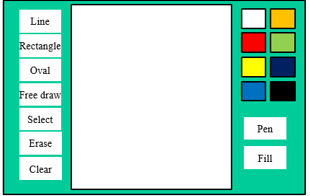 Line
Rectangle
Oval
Free draw
Select
Erase
Clear
Pen
Fill